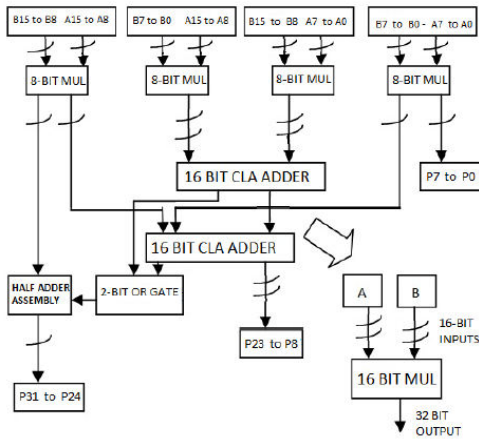 B15 to B8 A15 to A8
B7 to B0 A15 to A8
B15 to B8 A7 to A0
B7 to B0 - A7 to A0
8-BIT MUL
8-BIT MUL
8-BIT MUL
8-BIT MUL
16 BIT CLA ADDER
P7 to P0
16 BIT CLA ADDER
HALF ADDER
ASSEMBLY
2-BIT OR GATE
A
B
16-BIT
INPUTS
P23 to P8
16 BIT MUL
P31 to P24
32 BIT
OUTPUT